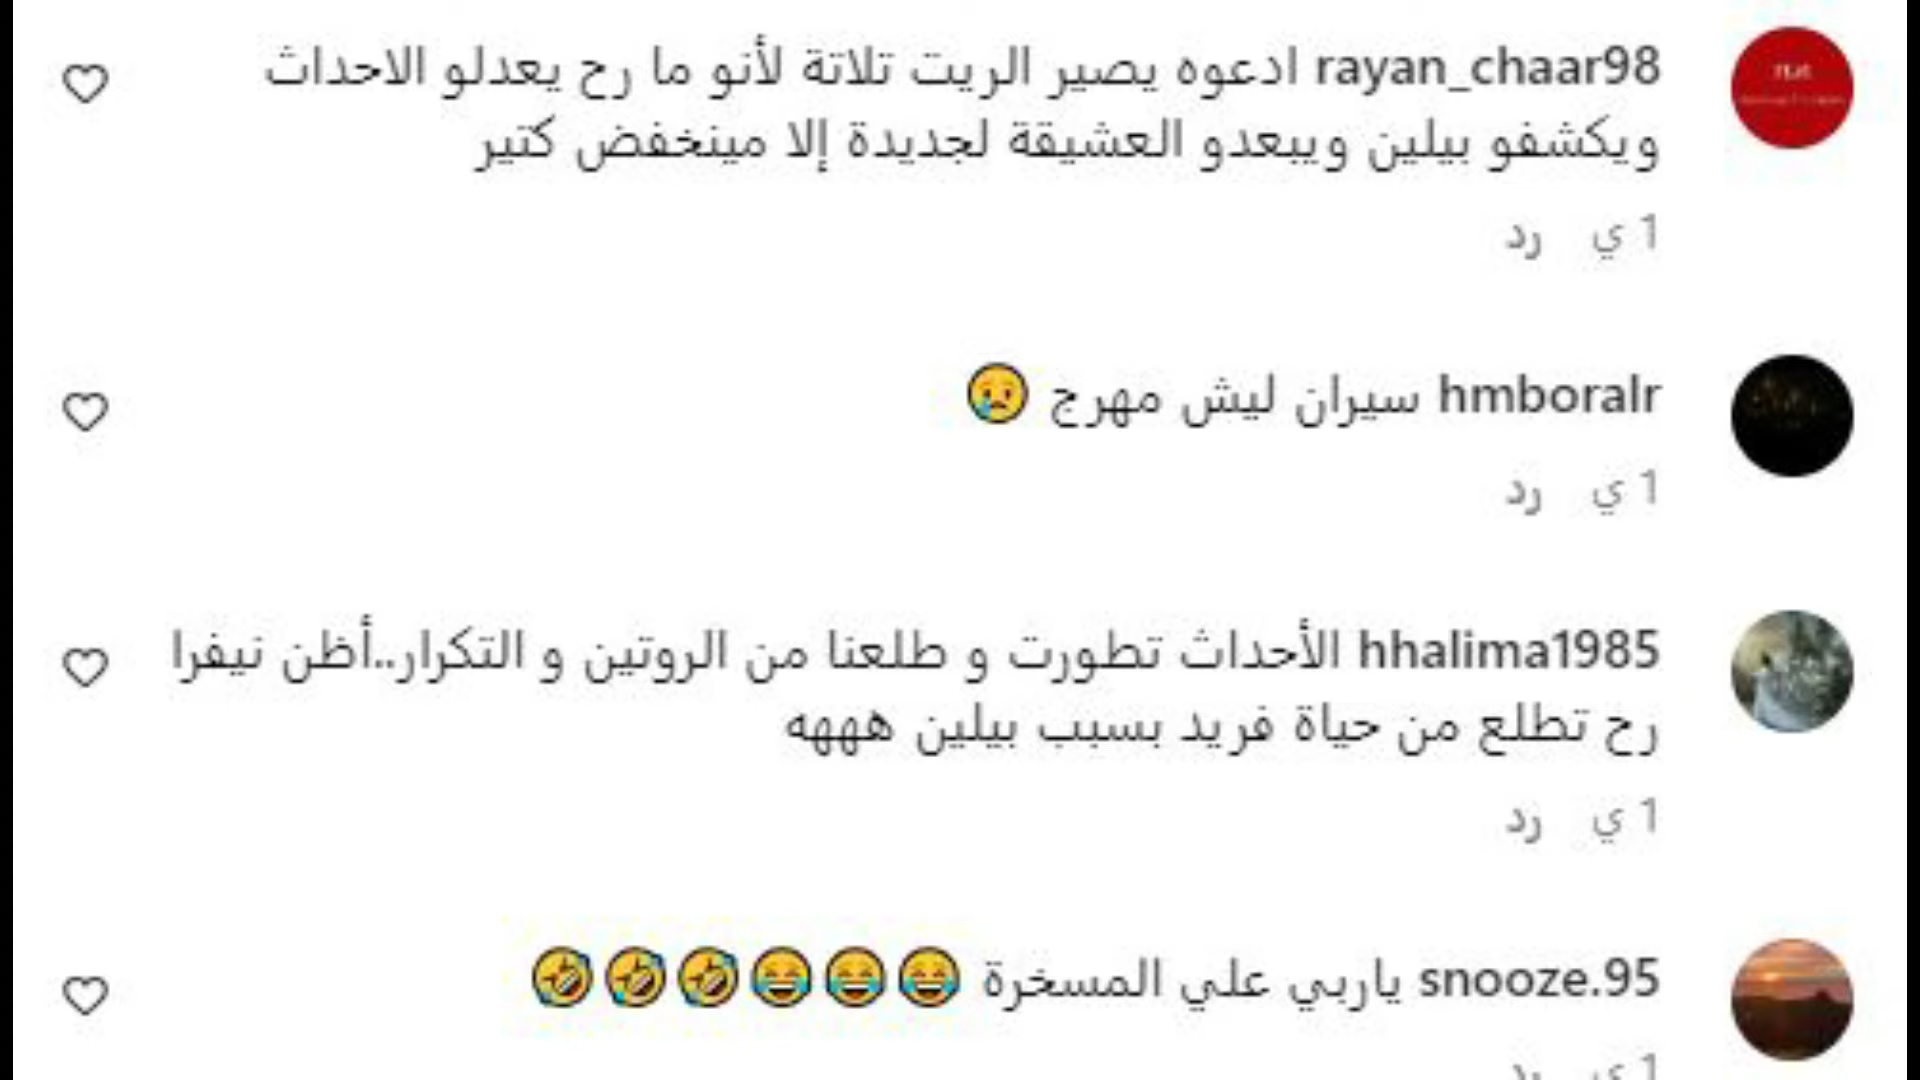 rayan_chaar98 ادعوه يصير الريت تلاتة لأنو ما رح يعدلو الاحداث
ويكشفو بيلين ويبعدو العشيقة لجديدة إلا مينخفض كتير
1 ي رد
hmboralr سيران ليش مهرج 😢
1 ي رد
hhalima1985 الأحداث تطورت و طلعنا من الروتين و التكرار..أظن نيفرا
رح تطلع من حياة فريد بسبب بيلين هههه
1 ي رد
snooze.95 ياربي علي المسخرة 😂😂😂🤣🤣🤣
1 ي رد